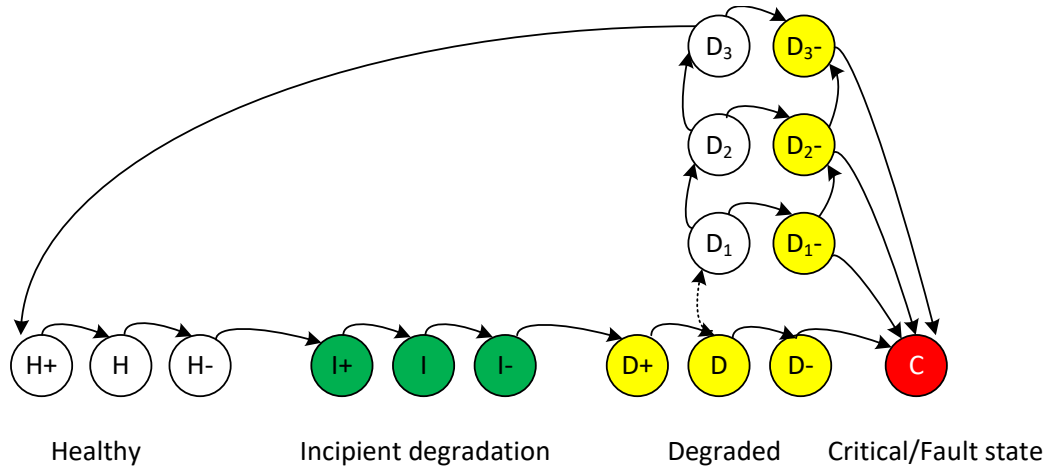 D₃ D₃-
D₂ D₂-
D₁ D₁-
H+ H H- I+ I I- D+ D D- C
Healthy Incipient degradation Degraded Critical/Fault state